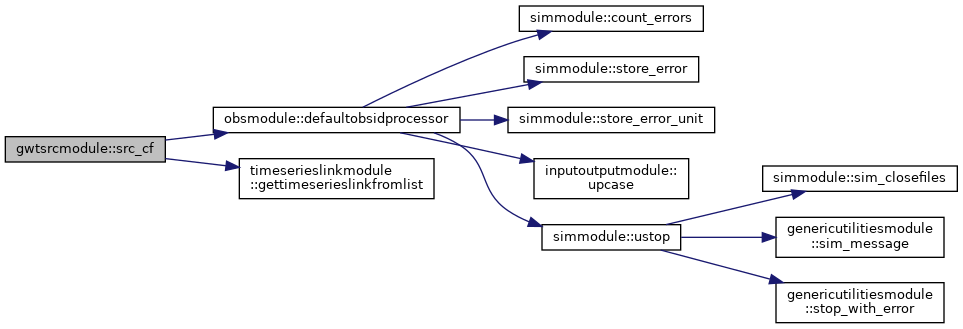 simmodule::count_errors
simmodule::store_error
obsmodule::defaultobsidprocessor
simmodule::store_error_unit
gwtsrcmodule::src_cf
timeserieslinkmodule
::gettimeserieslinkfromlist
inputoutputmodule::
upcase
simmodule::sim_closefiles
simmodule::ustop
genericutilitiesmodule
::sim_message
genericutilitiesmodule
::stop_with_error